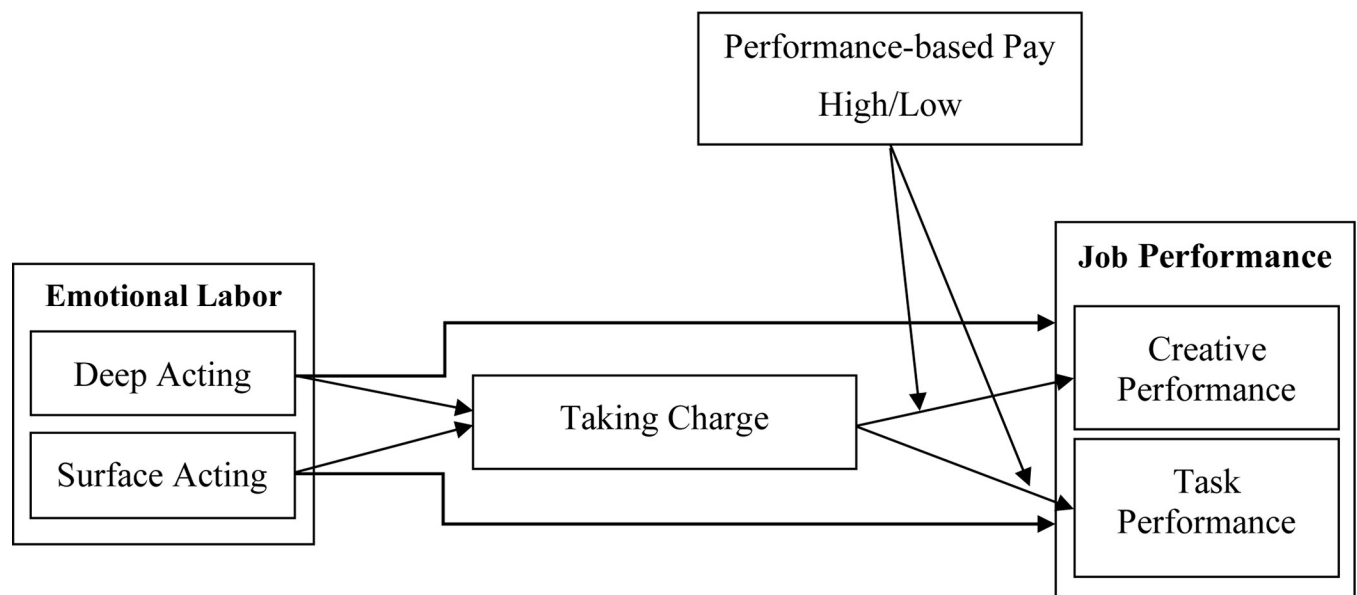 Performance-based Pay
High/Low
Job Performance
Emotional Labor
Deep Acting
Surface Acting
Taking Charge
Creative
Performance
Task
Performance